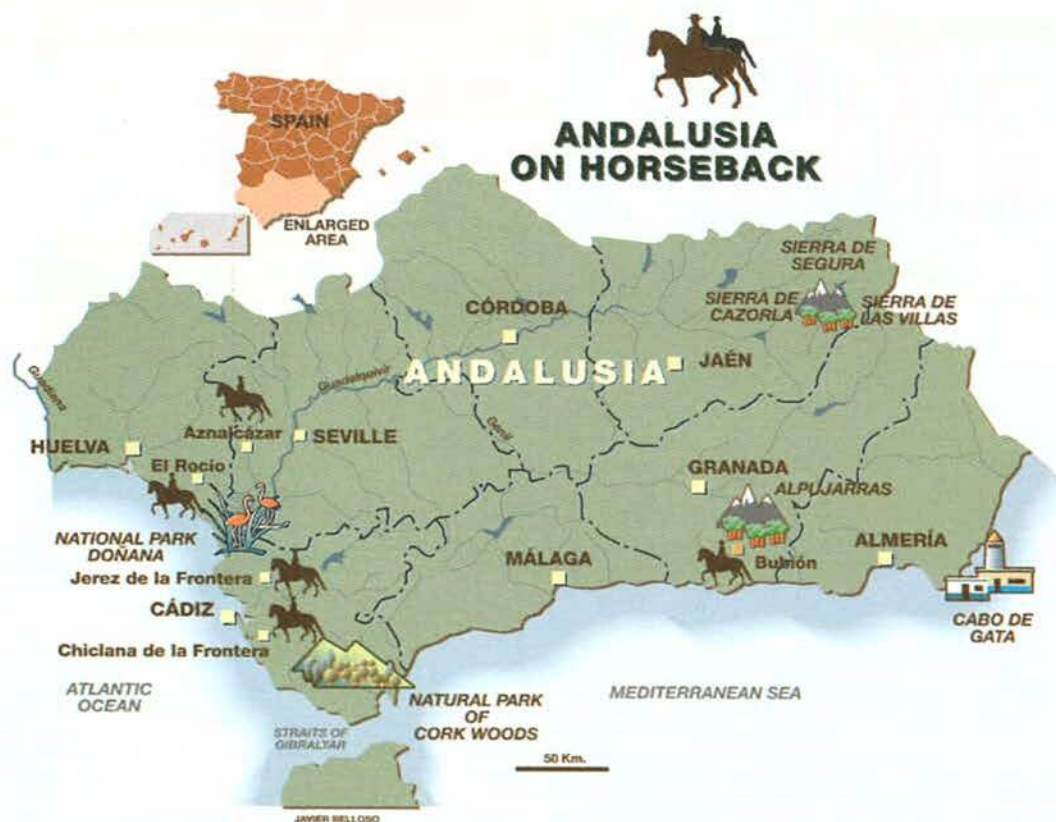 ANDALUSIA
ON HORSEBACK
SPAIN
ENLARGED
AREA
SIERRA DE
SEGURA
SIERRA DE
CAZORLA
SIERRA DE
LAS VILLAS
CÓRDOBA
JAÉN
ANDALUSIA
Guadiana
Guadalquivir
Genil
HUELVA
Aznalcázar
SEVILLE
El Rocío
GRANADA
ALPUJARRAS
NATIONAL PARK
DOÑANA
Jerez de la Frontera
MÁLAGA
Bubión
ALMERÍA
CÁDIZ
Chiclana de la Frontera
CABO DE
GATA
ATLANTIC
OCEAN
NATURAL PARK
OF
CORK WOODS
MEDITERRANEAN SEA
STRAITS OF
GIBRALTAR
50 Km.
JAVIER BELLOSO